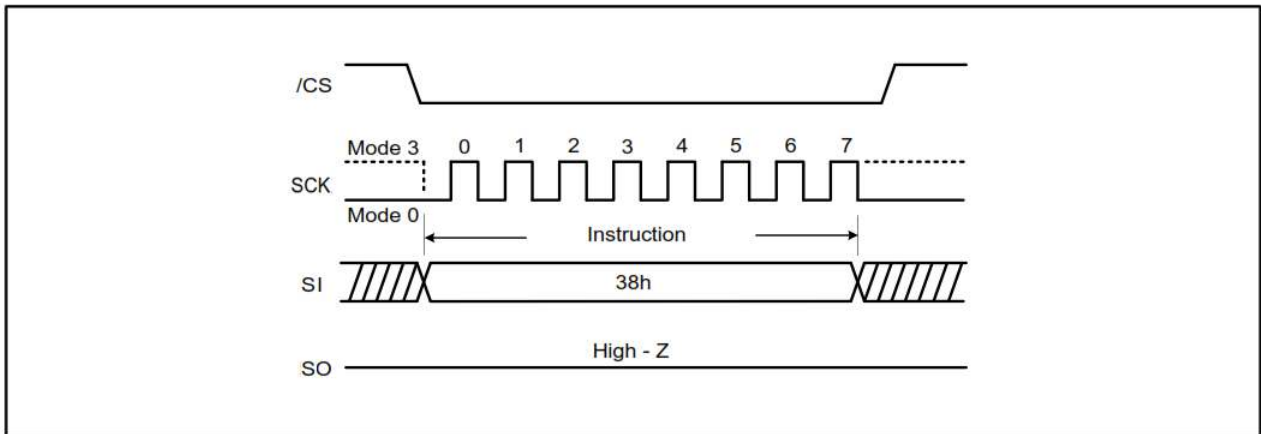 /CS
Mode 3 0 1 2 3 4 5 6 7
SCK
Mode 0
Instruction
SI 38h
High - Z
SO